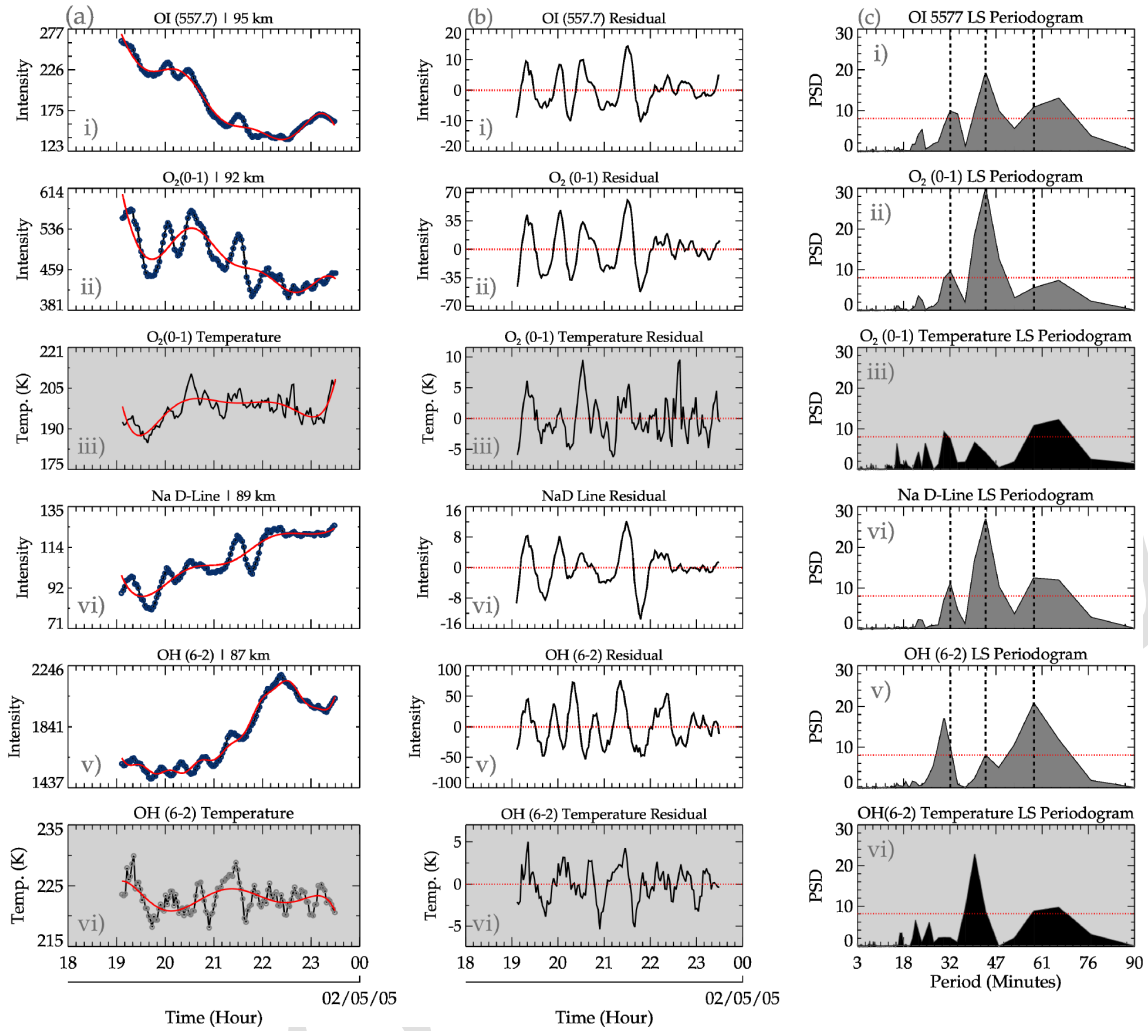 (a) OI (557.7) | 95 km
277
226
175
123
Intensity
i)
O2(0-1) | 92 km
614
536
459
381
Intensity
ii)
O2(0-1) Temperature
221
205
190
175
Temp. (K)
iii)
Na D-Line | 89 km
135
114
92
71
Intensity
vi)
OH (6-2) | 87 km
2246
1841
1437
Intensity
v)
OH (6-2) Temperature
235
225
215
Temp. (K)
vi)
18 19 20 21 22 23 00
02/05/05
Time (Hour)
(b) OI (557.7) Residual
20
10
0
-10
-20
Intensity
i)
O2 (0-1) Residual
70
35
0
-35
-70
Intensity
ii)
O2 (0-1) Temperature Residual
10
5
0
-5
Temp. (K)
iii)
NaD Line Residual
16
8
0
-8
-16
Intensity
vi)
OH (6-2) Residual
100
50
0
-50
-100
Intensity
v)
OH (6-2) Temperature Residual
5
0
-5
Temp. (K)
vi)
18 19 20 21 22 23 00
02/05/05
Time (Hour)
(c) OI 5577 LS Periodogram
30
20
10
0
PSD
i)
O2 (0-1) LS Periodogram
30
20
10
0
PSD
ii)
O2 (0-1) Temperature LS Periodogram
30
20
10
0
PSD
iii)
Na D-Line LS Periodogram
30
20
10
0
PSD
vi)
OH (6-2) LS Periodogram
30
20
10
0
PSD
v)
OH(6-2) Temperature LS Periodogram
30
20
10
0
PSD
vi)
3 18 32 47 61 76 90
Period (Minutes)